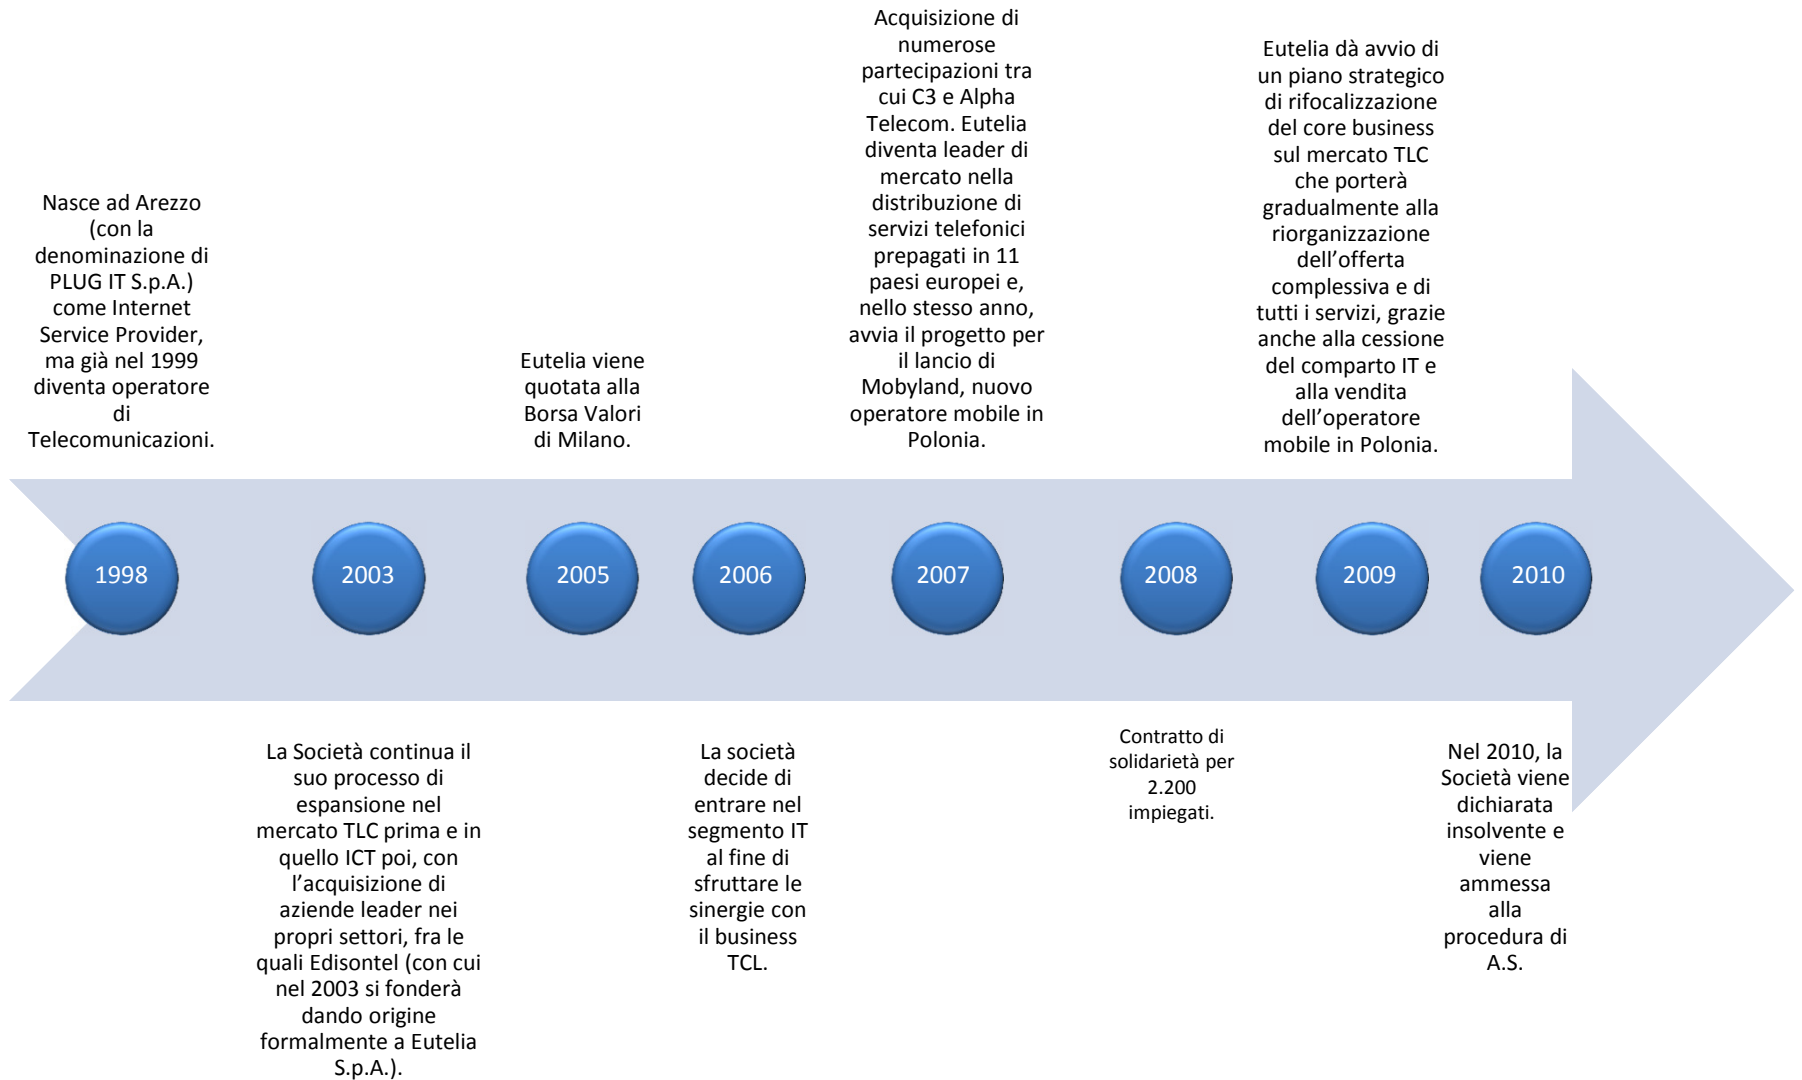 Nasce ad Arezzo
(con la
denominazione di
PLUG IT S.p.A.)
come Internet
Service Provider,
ma già nel 1999
diventa operatore
di
Telecomunicazioni.
Eutelia viene
quotata alla
Borsa Valori
di Milano.
Acquisizione di
numerose
partecipazioni tra
cui C3 e Alpha
Telecom. Eutelia
diventa leader di
mercato nella
distribuzione di
servizi telefonici
prepagati in 11
paesi europei e,
nello stesso anno,
avvia il progetto per
il lancio di
Mobyland, nuovo
operatore mobile in
Polonia.
Eutelia dà avvio di
un piano strategico
di rifocalizzazione
del core business
sul mercato TLC
che porterà
gradualmente alla
riorganizzazione
dell’offerta
complessiva e di
tutti i servizi, grazie
anche alla cessione
del comparto IT e
alla vendita
dell’operatore
mobile in Polonia.
1998
2003
2005
2006
2007
2008
2009
2010
La Società continua il
suo processo di
espansione nel
mercato TLC prima e in
quello ICT poi, con
l’acquisizione di
aziende leader nei
propri settori, fra le
quali Edisontel (con cui
nel 2003 si fonderà
dando origine
formalmente a Eutelia
S.p.A.).
La società
decide di
entrare nel
segmento IT
al fine di
sfruttare le
sinergie con
il business
TCL.
Contratto di
solidarietà per
2.200
impiegati.
Nel 2010, la
Società viene
dichiarata
insolvente e
viene
ammessa
alla
procedura di
A.S.